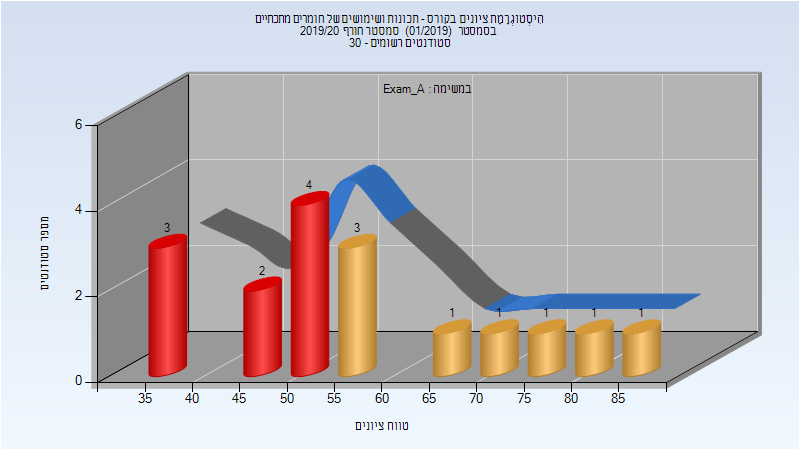 היסטוגְרַמַת ציונים בקורס - תכונות ושימושים של חומרים מתכתיים
בסמסטר (01/2019) סמסטר חורף 2019/20
סטודנטים רשומים - 30
במשימה : Exam_A
מספר סטודנטים
6
4
2
0
3
2
4
3
1
1
1
1
1
35 40 45 50 55 60 65 70 75 80 85
טווח ציונים